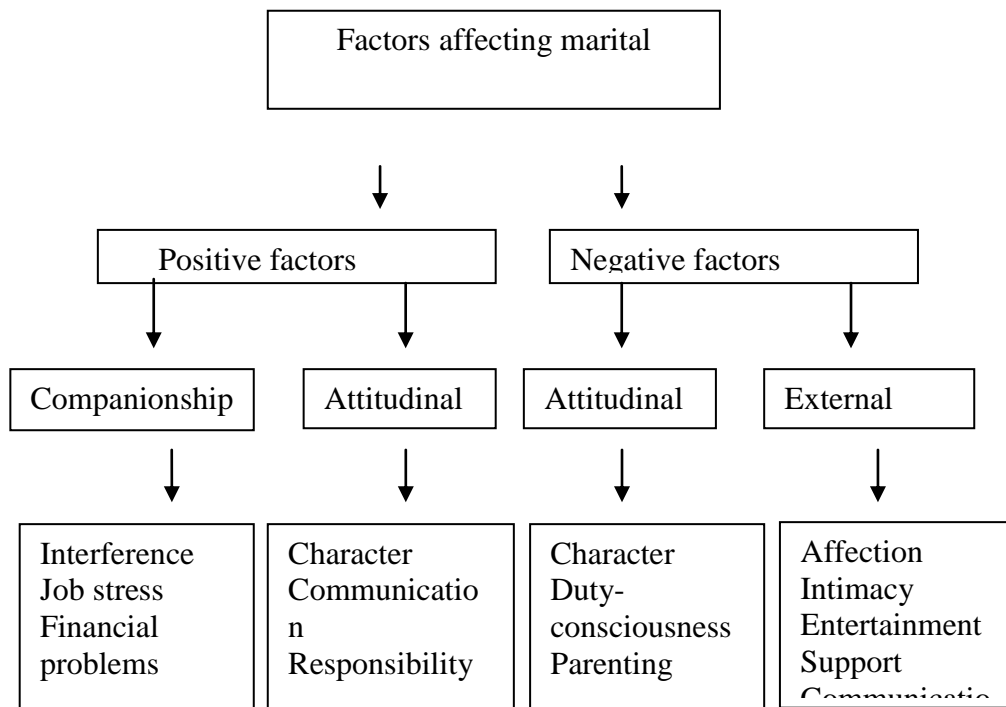 Factors affecting marital
Positive factors
Negative factors
Companionship
Attitudinal
Attitudinal
External
Interference
Job stress
Financial
problems
Character
Communicatio
n
Responsibility
Character
Duty-
consciousness
Parenting
Affection
Intimacy
Entertainment
Support
Communicatio